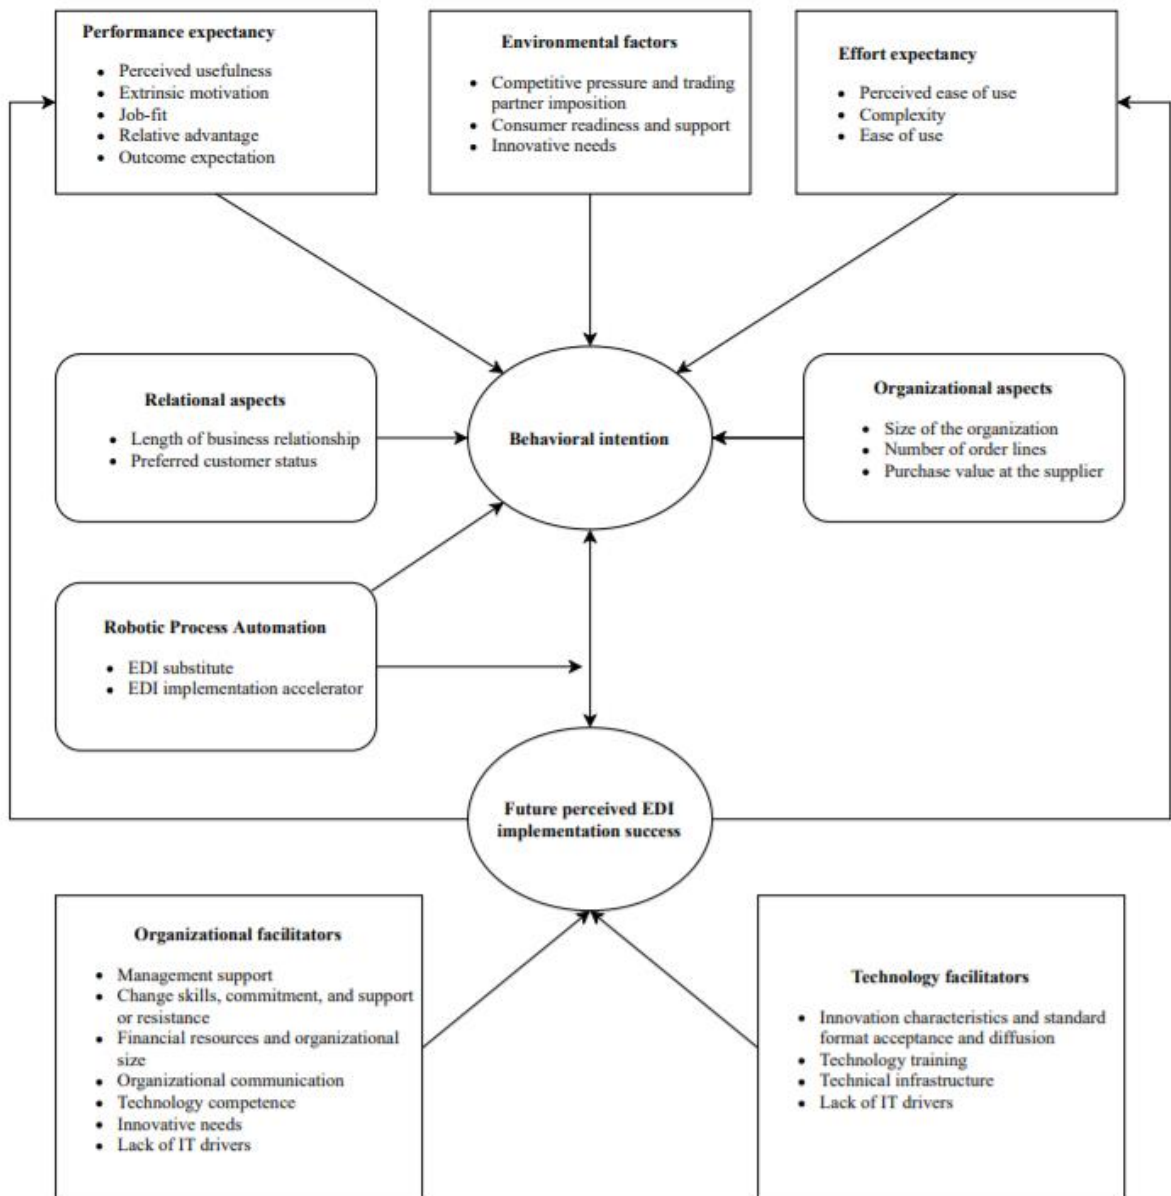 Performance expectancy
• Perceived usefulness
• Extrinsic motivation
• Job-fit
• Relative advantage
• Outcome expectation
Environmental factors
• Competitive pressure and trading
partner imposition
• Consumer readiness and support
• Innovative needs
Effort expectancy
• Perceived ease of use
• Complexity
• Ease of use
Relational aspects
• Length of business relationship
• Preferred customer status
Behavioral intention
Organizational aspects
• Size of the organization
• Number of order lines
• Purchase value at the supplier
Robotic Process Automation
• EDI substitute
• EDI implementation accelerator
Future perceived EDI
implementation success
Organizational facilitators
• Management support
• Change skills, commitment, and support
or resistance
• Financial resources and organizational
size
• Organizational communication
• Technology competence
• Innovative needs
• Lack of IT drivers
Technology facilitators
• Innovation characteristics and standard
format acceptance and diffusion
• Technology training
• Technical infrastructure
• Lack of IT drivers